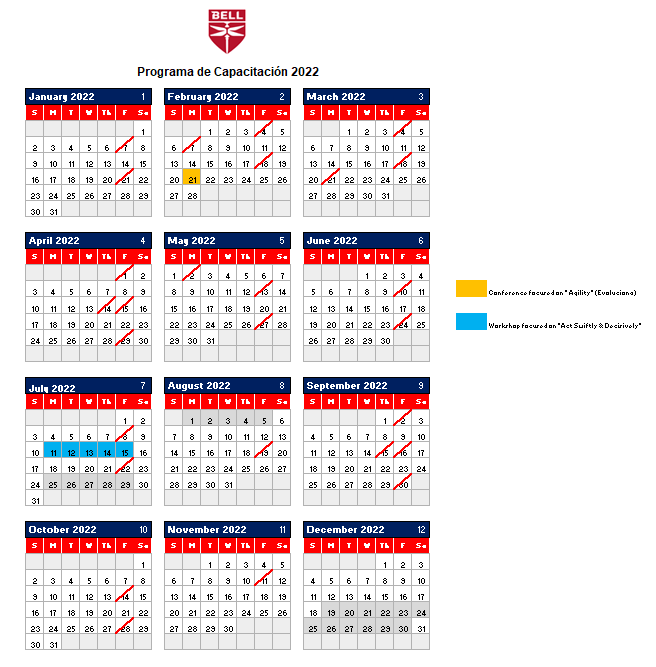 BELL
Programa de Capacitación 2022
January 2022 1
S M T W Th F Sa
1
2 3 4 5 6 7 8
9 10 11 12 13 14 15
16 17 18 19 20 21 22
23 24 25 26 27 28 29
30 31
February 2022 2
S M T W Th F Sa
1 2 3 4 5
6 7 8 9 10 11 12
13 14 15 16 17 18 19
20 21 22 23 24 25 26
27 28
March 2022 3
S M T W Th F Sa
1 2 3 4 5
6 7 8 9 10 11 12
13 14 15 16 17 18 19
20 21 22 23 24 25 26
27 28 29 30 31
April 2022 4
S M T W Th F Sa
1 2
3 4 5 6 7 8 9
10 11 12 13 14 15 16
17 18 19 20 21 22 23
24 25 26 27 28 29 30
May 2022 5
S M T W Th F Sa
1 2 3 4 5 6 7
8 9 10 11 12 13 14
15 16 17 18 19 20 21
22 23 24 25 26 27 28
29 30 31
June 2022 6
S M T W Th F Sa
1 2 3 4
5 6 7 8 9 10 11
12 13 14 15 16 17 18
19 20 21 22 23 24 25
26 27 28 29 30
Conference focused on "Agility" (Evoluciona)
Workshop focused on "Act Swiftly & Decisively"
July 2022 7
S M T W Th F Sa
1 2
3 4 5 6 7 8 9
10 11 12 13 14 15 16
17 18 19 20 21 22 23
24 25 26 27 28 29 30
31
August 2022 8
S M T W Th F Sa
1 2 3 4 5 6
7 8 9 10 11 12 13
14 15 16 17 18 19 20
21 22 23 24 25 26 27
28 29 30 31
September 2022 9
S M T W Th F Sa
1 2 3
4 5 6 7 8 9 10
11 12 13 14 15 16 17
18 19 20 21 22 23 24
25 26 27 28 29 30
October 2022 10
S M T W Th F Sa
1
2 3 4 5 6 7 8
9 10 11 12 13 14 15
16 17 18 19 20 21 22
23 24 25 26 27 28 29
30 31
November 2022 11
S M T W Th F Sa
1 2 3 4 5
6 7 8 9 10 11 12
13 14 15 16 17 18 19
20 21 22 23 24 25 26
27 28 29 30
December 2022 12
S M T W Th F Sa
1 2 3
4 5 6 7 8 9 10
11 12 13 14 15 16 17
18 19 20 21 22 23 24
25 26 27 28 29 30 31